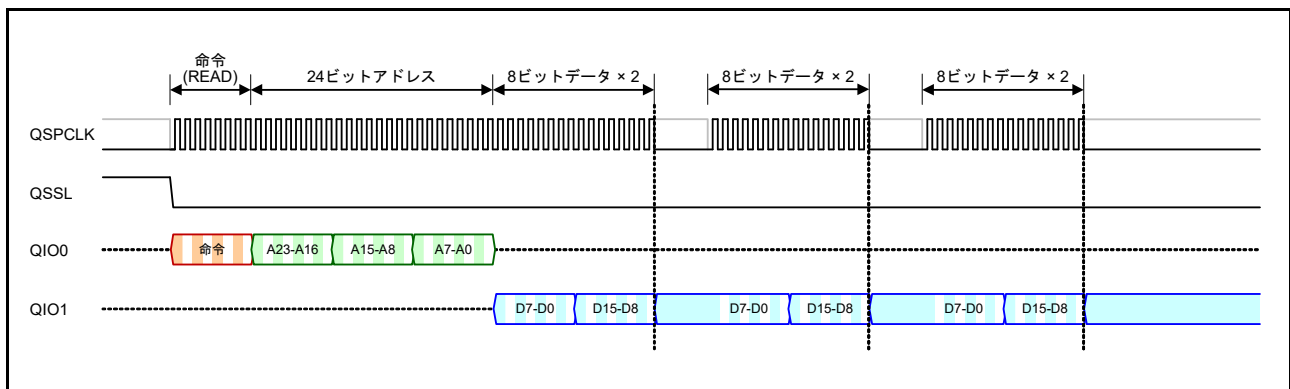 命令
(READ)
24ビットアドレス
8ビットデータ × 2
8ビットデータ × 2
8ビットデータ × 2
QSPCLK
QSSL
QIO0
命令
A23-A16
A15-A8
A7-A0
QIO1
D7-D0
D15-D8
D7-D0
D15-D8
D7-D0
D15-D8